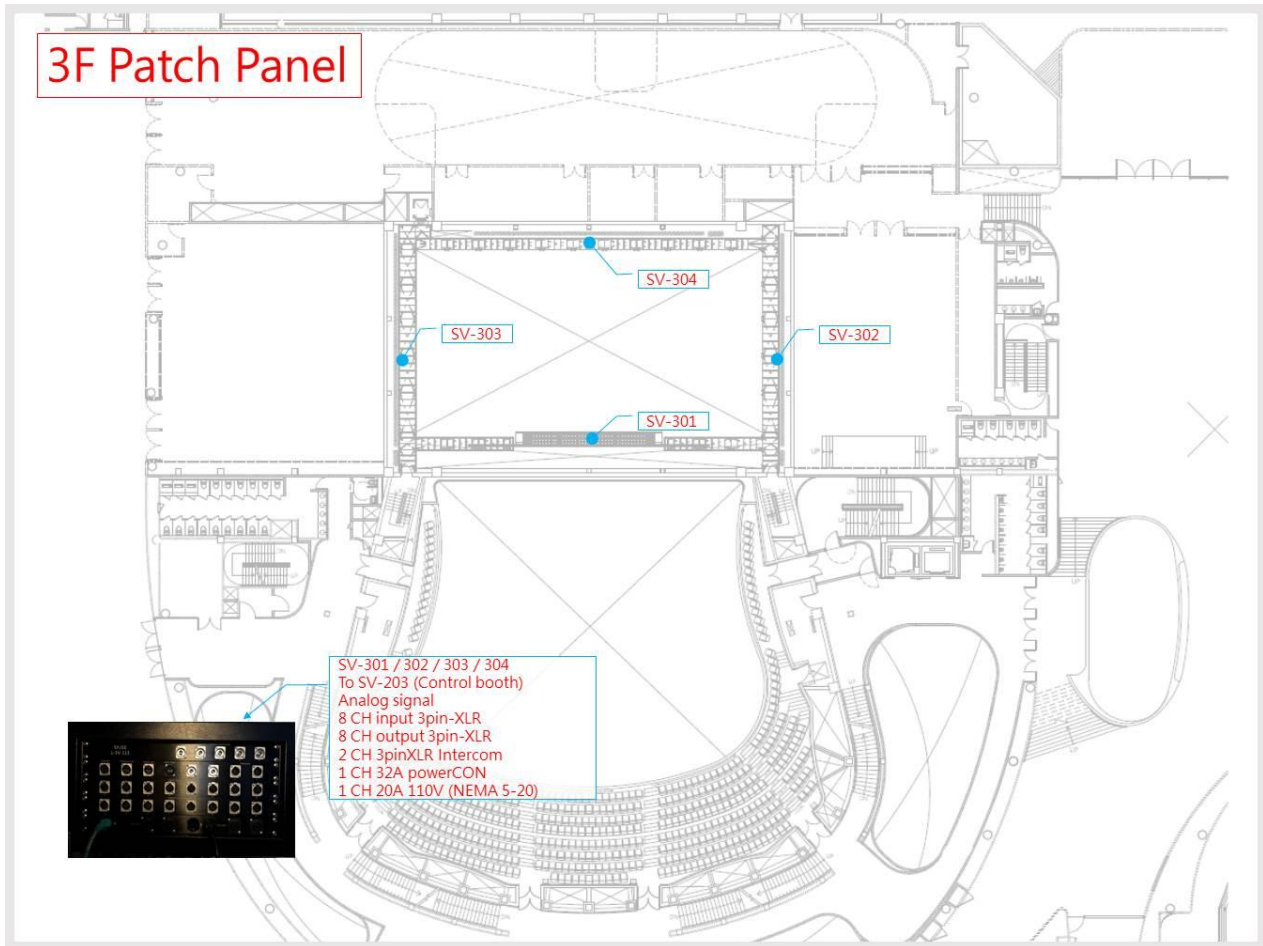 3F Patch Panel
SV-304
SV-303
SV-302
SV-301
SV-301 / 302 / 303 / 304
To SV-203 (Control booth)
Analog signal
8 CH input 3pin-XLR
8 CH output 3pin-XLR
2 CH 3pinXLR Intercom
1 CH 32A powerCON
1 CH 20A 110V (NEMA 5-20)